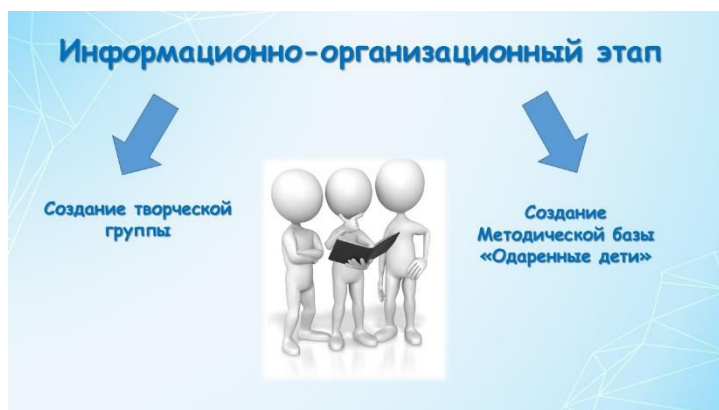 Информационно-организационный этап
Создание творческой
группы
Создание
Методической базы
«Одаренные дети»